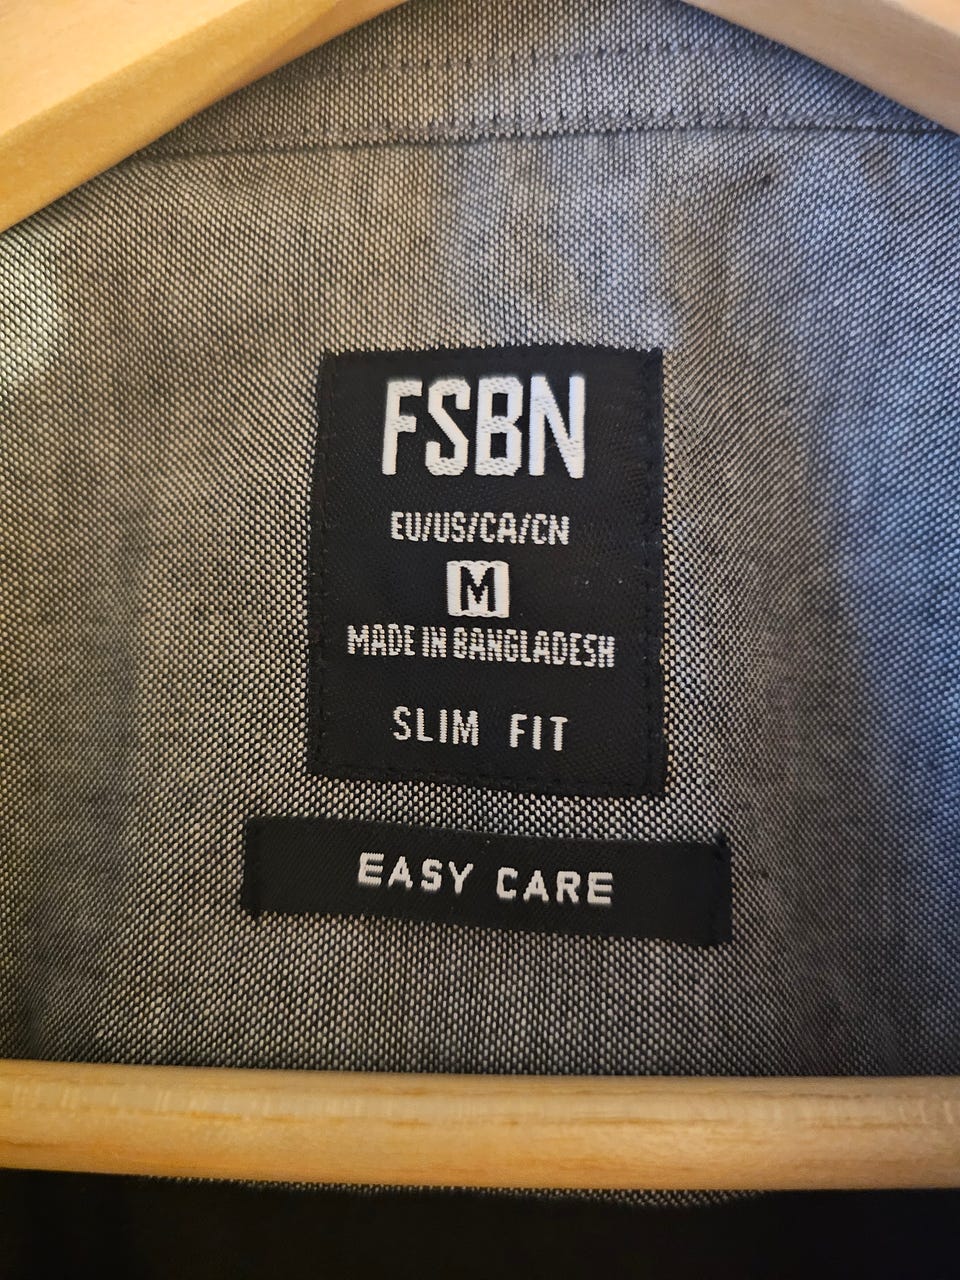 FSBN
EU/US/CA/CN
M
MADE IN BANGLADESH
SLIM FIT
EASY CARE